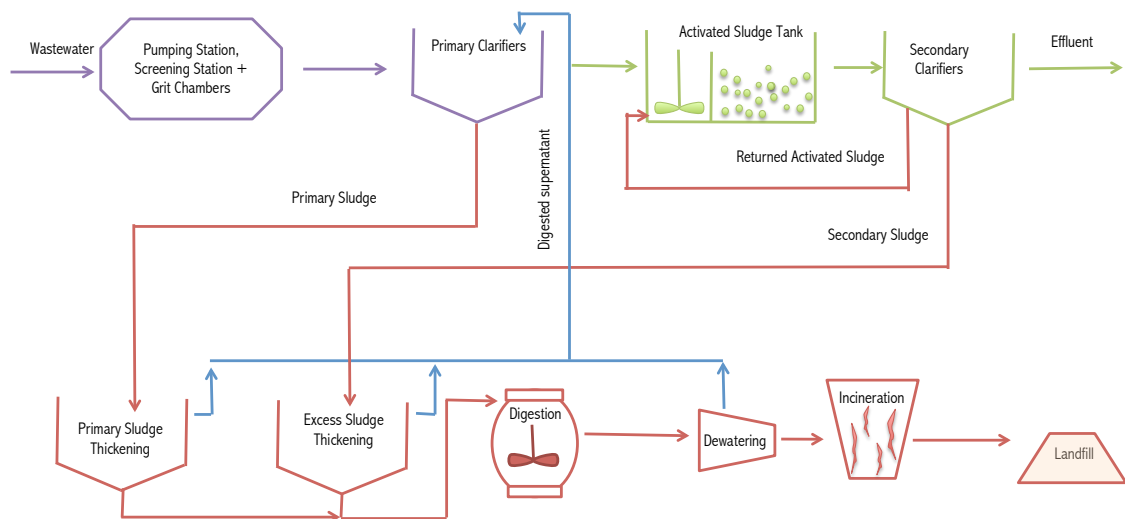 Wastewater
Pumping Station,
Screening Station +
Grit Chambers
Primary Clarifiers
Activated Sludge Tank
Secondary
Clarifiers
Effluent
Returned Activated Sludge
Digested supernatant
Primary Sludge
Secondary Sludge
Primary Sludge
Thickening
Excess Sludge
Thickening
Digestion
Dewatering
Incineration
Landfill